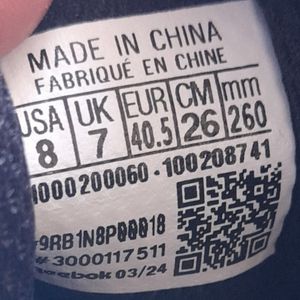 MADE IN CHINA
FABRIQUÉ EN CHINE
USA UK EUR CM mm
8 7 40.5 26 260
1000200060-100208741
9RB1N8P00018
# 3000117511
Reebok 03/24